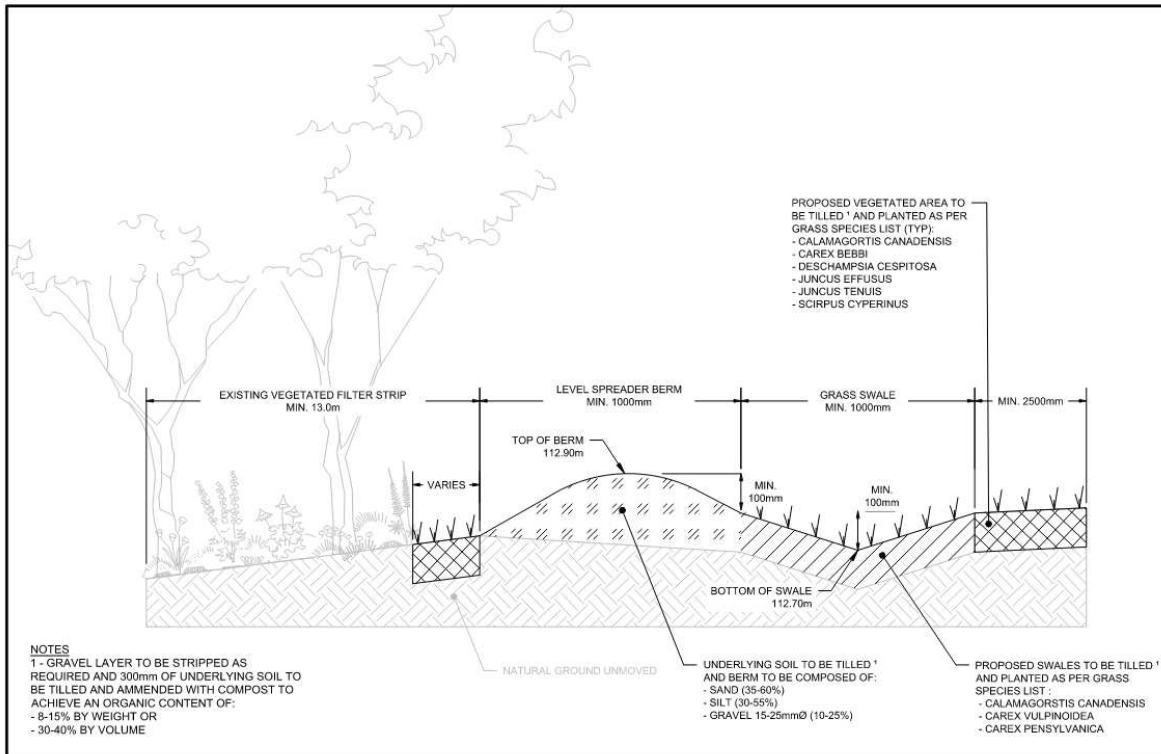 PROPOSED VEGETATED AREA TO
BE TILLED ¹ AND PLANTED AS PER
GRASS SPECIES LIST (TYP):
- CALAMAGORTIS CANADENSIS
- CAREX BEBBI
- DESCHAMPSIA CESPITOSA
- JUNCUS EFFUSUS
- JUNCUS TENUIS
- SCIRPUS CYPERINUS
EXISTING VEGETATED FILTER STRIP
MIN. 13.0m
LEVEL SPREADER BERM
MIN. 1000mm
GRASS SWALE
MIN. 1000mm
MIN. 2500mm
TOP OF BERM
112.90m
VARIES
MIN.
100mm
MIN.
100mm
BOTTOM OF SWALE
112.70m
NATURAL GROUND UNMOVED
NOTES
1 - GRAVEL LAYER TO BE STRIPPED AS
REQUIRED AND 300mm OF UNDERLYING SOIL TO
BE TILLED AND AMMENDED WITH COMPOST TO
ACHIEVE AN ORGANIC CONTENT OF:
- 8-15% BY WEIGHT OR
- 30-40% BY VOLUME
UNDERLYING SOIL TO BE TILLED ¹
AND BERM TO BE COMPOSED OF:
- SAND (35-60%)
- SILT (30-55%)
- GRAVEL 15-25mmØ (10-25%)
PROPOSED SWALES TO BE TILLED ¹
AND PLANTED AS PER GRASS
SPECIES LIST :
- CALAMAGORSTIS CANADENSIS
- CAREX VULPINOIDEA
- CAREX PENSYLVANICA